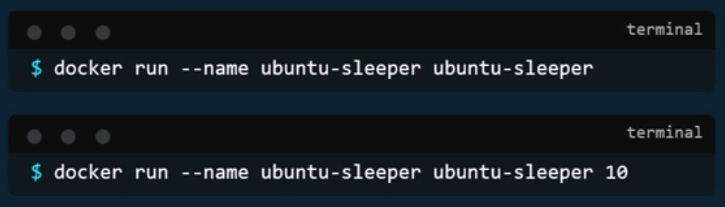 terminal
$ docker run --name ubuntu-sleeper ubuntu-sleeper
terminal
$ docker run --name ubuntu-sleeper ubuntu-sleeper 10